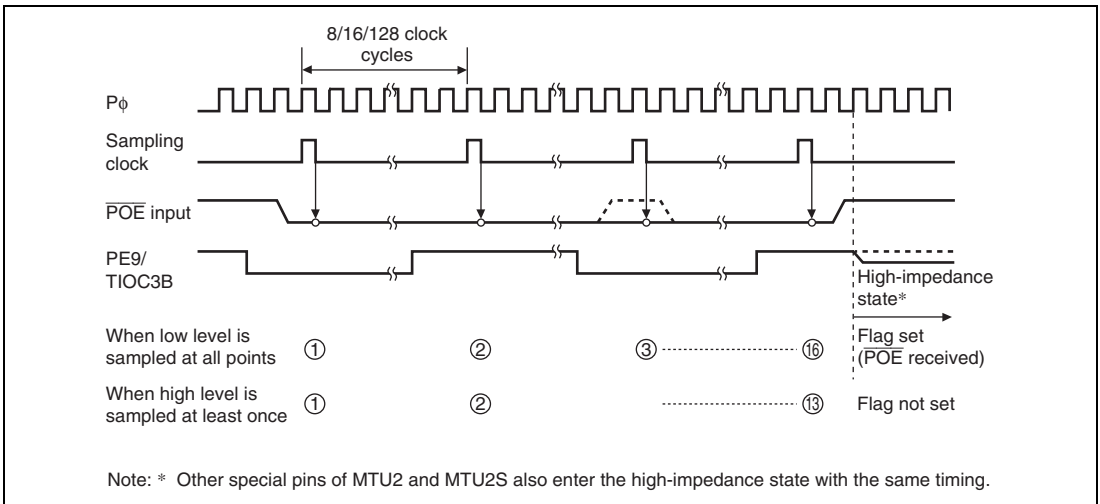 8/16/128 clock
cycles
Pφ
Sampling
clock
P̅O̅E̅ input
PE9/
TIOC3B
High-impedance
state*
When low level is
sampled at all points
① ② ③ ⑯
Flag set
(P̅O̅E̅ received)
When high level is
sampled at least once
① ② ⑬
Flag not set
Note: * Other special pins of MTU2 and MTU2S also enter the high-impedance state with the same timing.